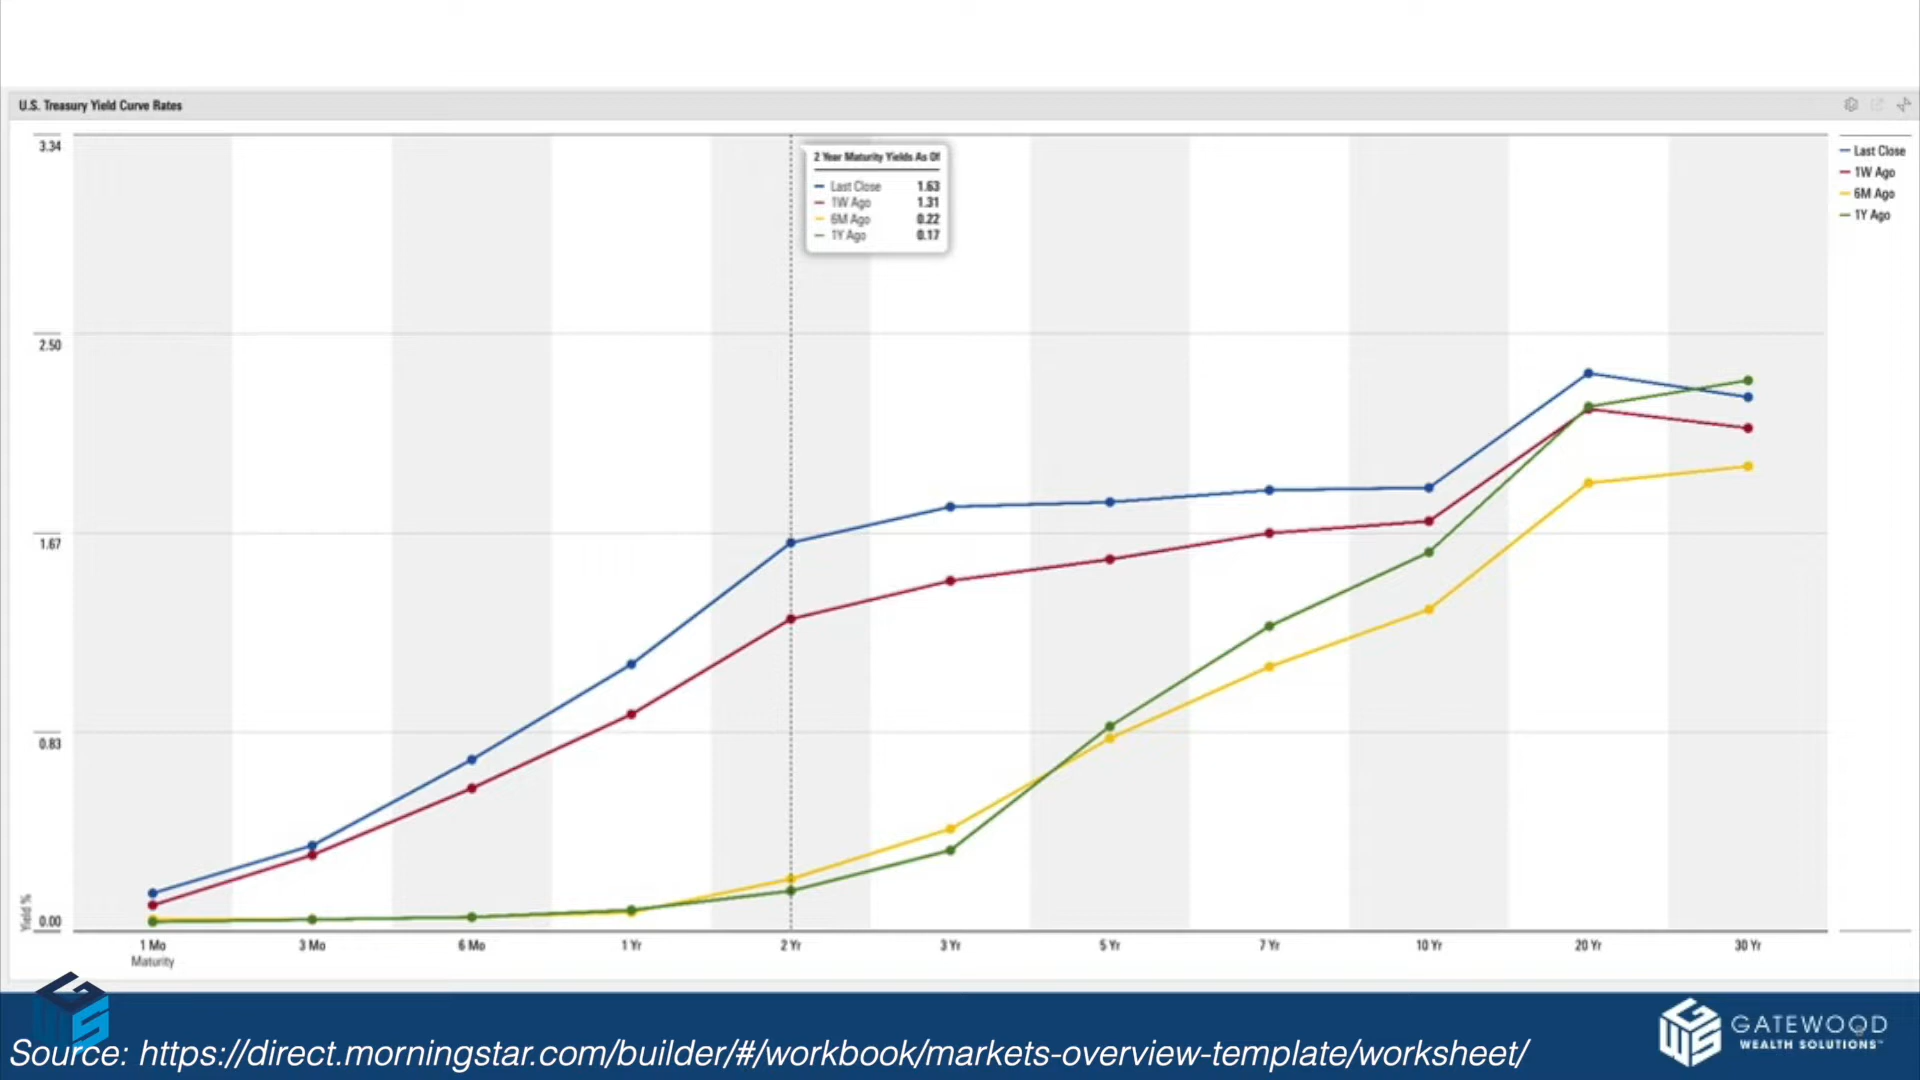 U.S. Treasury Yield Curve Rates
3.34
2.50
1.67
0.83
0.00
Yield %
2 Year Maturity Yields As Of
Last Close 1.63
1W Ago 1.31
6M Ago 0.22
1Y Ago 0.17
Last Close
1W Ago
6M Ago
1Y Ago
1 Mo 3 Mo 6 Mo 1 Yr 2 Yr 3 Yr 5 Yr 7 Yr 10 Yr 20 Yr 30 Yr
Maturity
Source: https://direct.morningstar.com/builder/#/workbook/markets-overview-template/worksheet/
GATEWOOD
WEALTH SOLUTIONS™